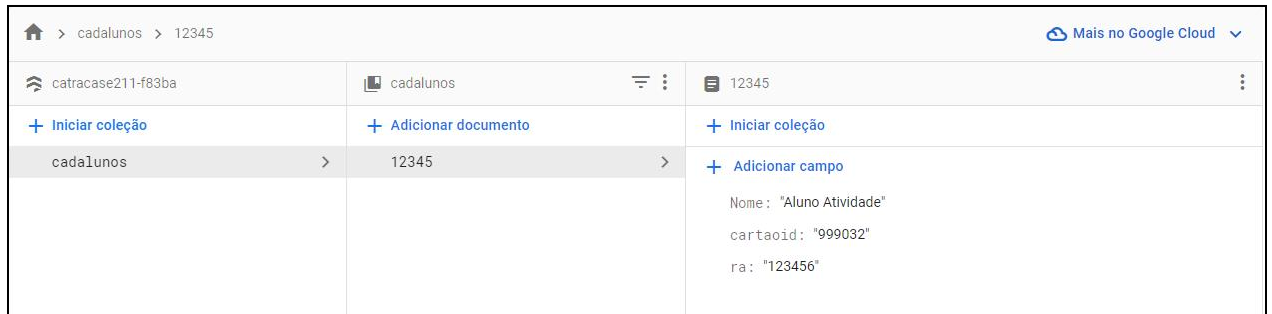 cadalunos > 12345 Mais no Google Cloud
catracase211-f83ba cadalunos 12345
+ Iniciar coleção + Adicionar documento + Iniciar coleção
cadalunos > 12345 > + Adicionar campo
Nome: "Aluno Atividade"
cartaoid: "999032"
ra: "123456"